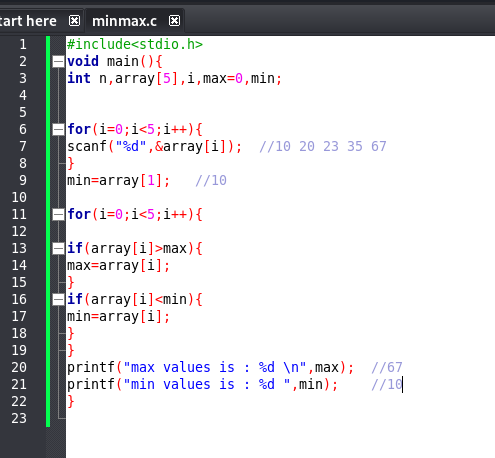 tart here minmax.c
1 #include<stdio.h>
2 void main(){
3 int n,array[5],i,max=0,min;
4
5
6 for(i=0;i<5;i++){
7 scanf("%d",&array[i]);  //10 20 23 35 67
8 }
9 min=array[1];   //10
10
11 for(i=0;i<5;i++){
12
13 if(array[i]>max){
14 max=array[i];
15 }
16 if(array[i]<min){
17 min=array[i];
18 }
19 }
20 printf("max values is : %d \n",max);  //67
21 printf("min values is : %d ",min);    //10
22 }
23